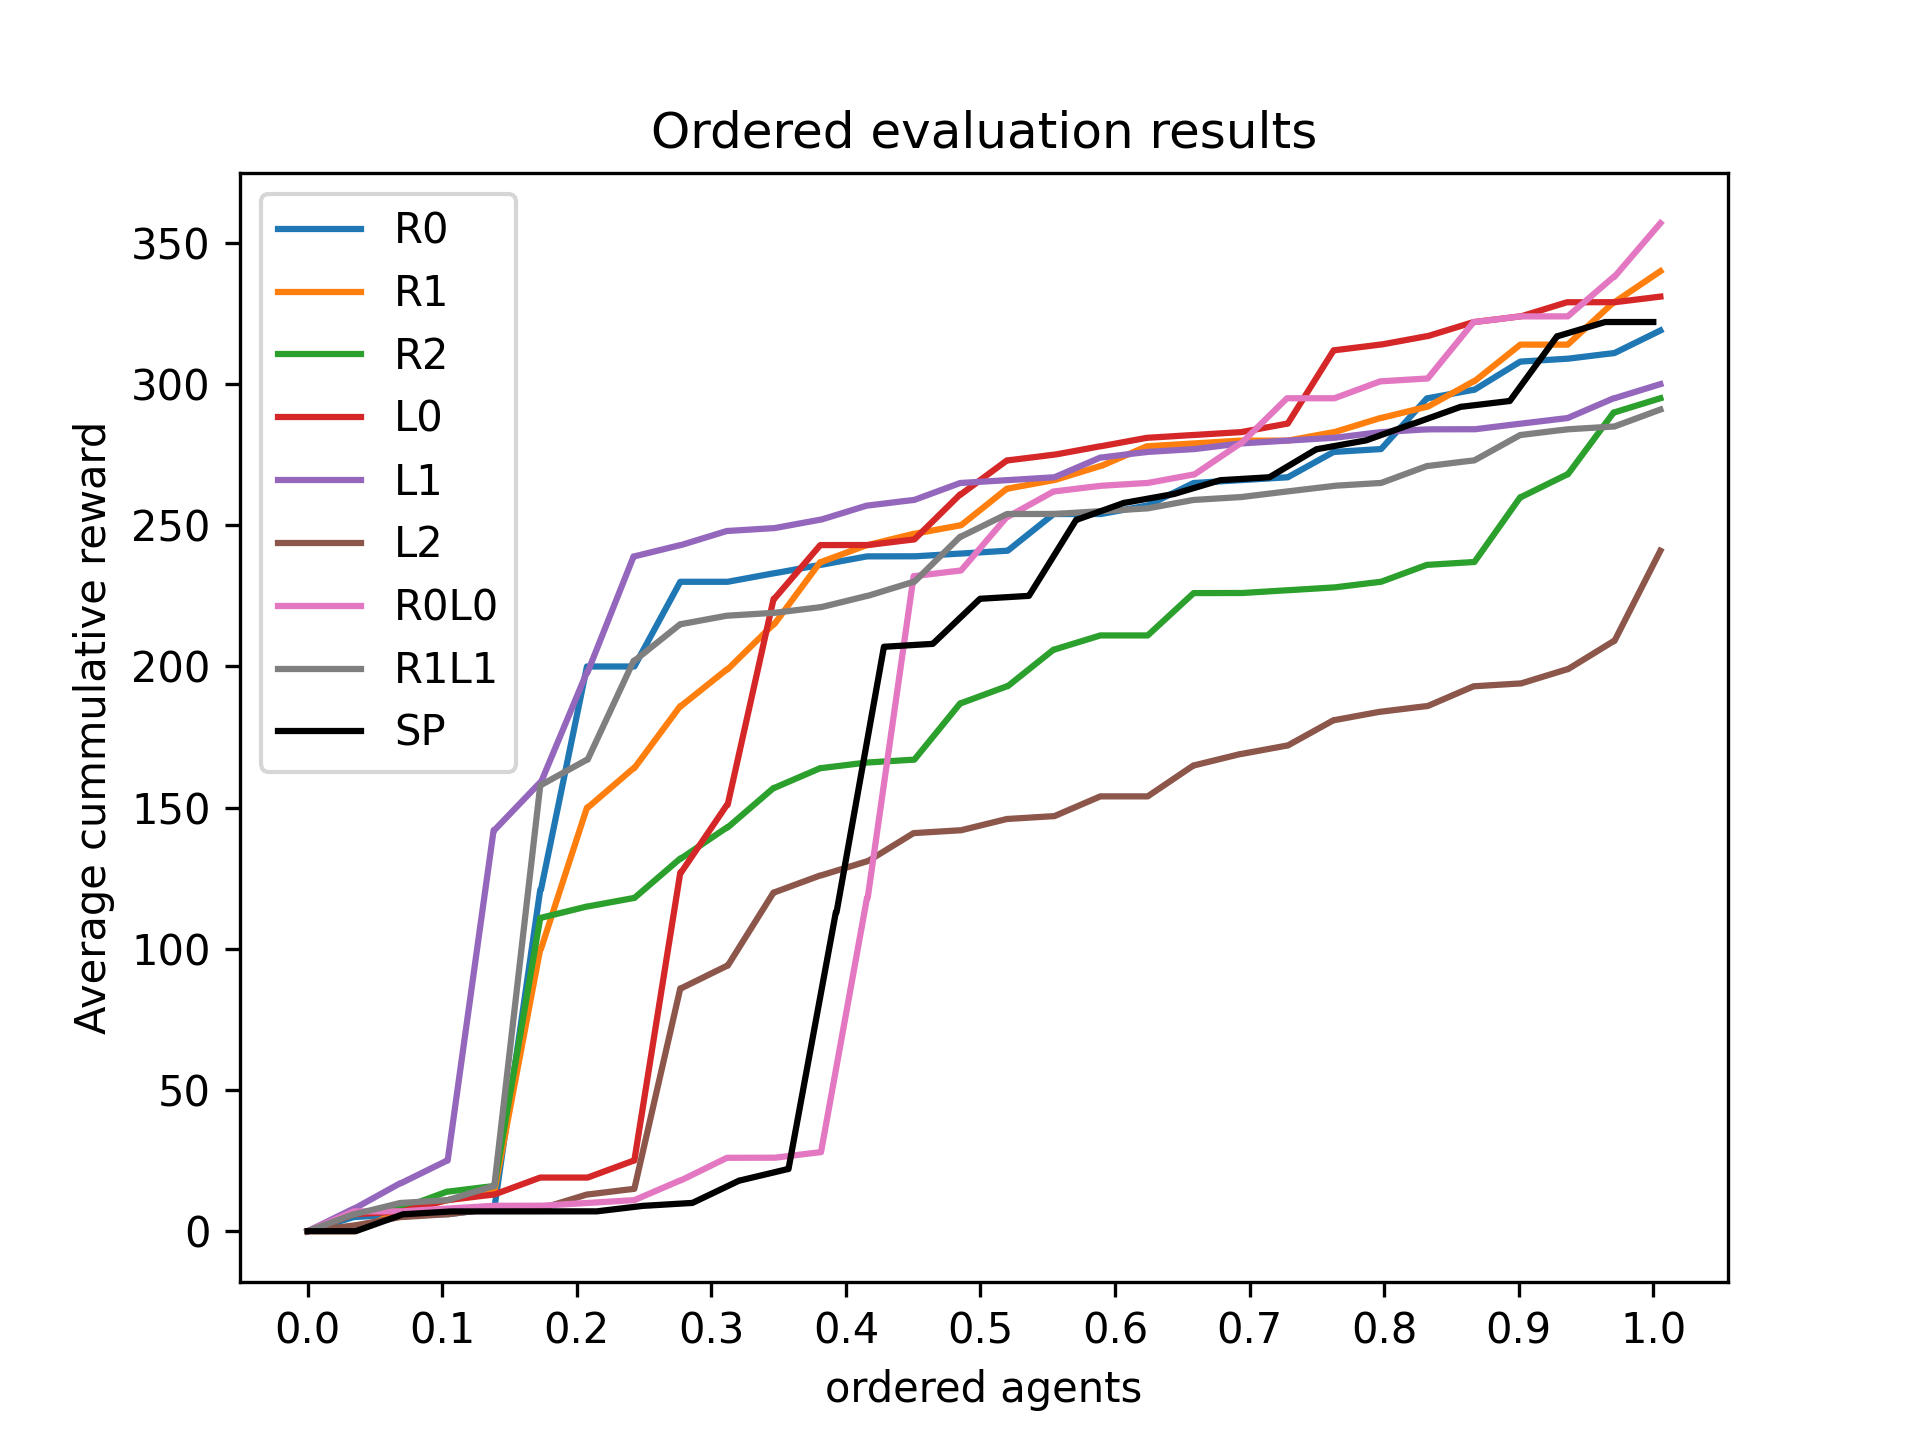 Ordered evaluation results
R0
R1
R2
L0
L1
L2
R0L0
R1L1
SP
Average cummulative reward
350
300
250
200
150
100
50
0
0.0 0.1 0.2 0.3 0.4 0.5 0.6 0.7 0.8 0.9 1.0
ordered agents